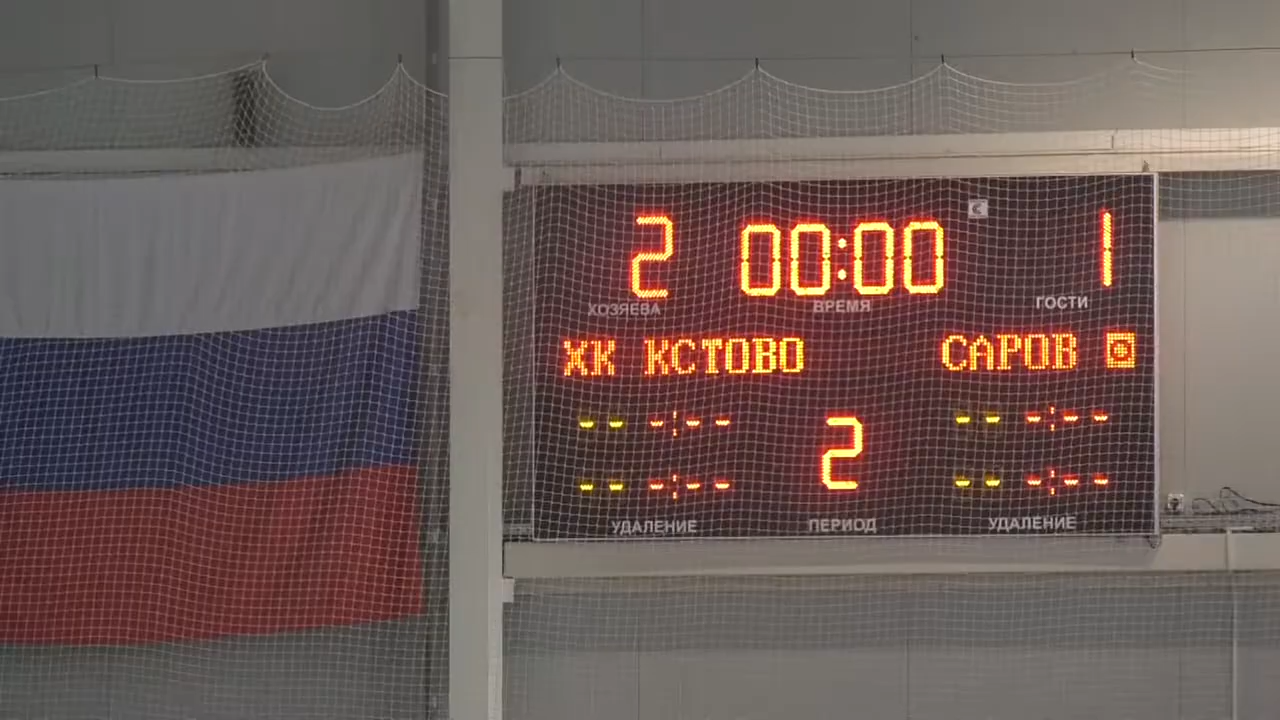 2 00:00 1
ХОЗЯЕВА ВРЕМЯ ГОСТИ
ХК КСТОВО САРОВ
2
УДАЛЕНИЕ ПЕРИОД УДАЛЕНИЕ